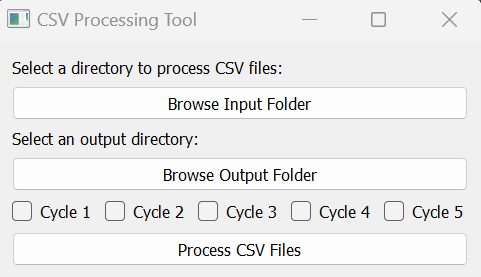 CSV Processing Tool
Select a directory to process CSV files:
Browse Input Folder
Select an output directory:
Browse Output Folder
Cycle 1 Cycle 2 Cycle 3 Cycle 4 Cycle 5
Process CSV Files